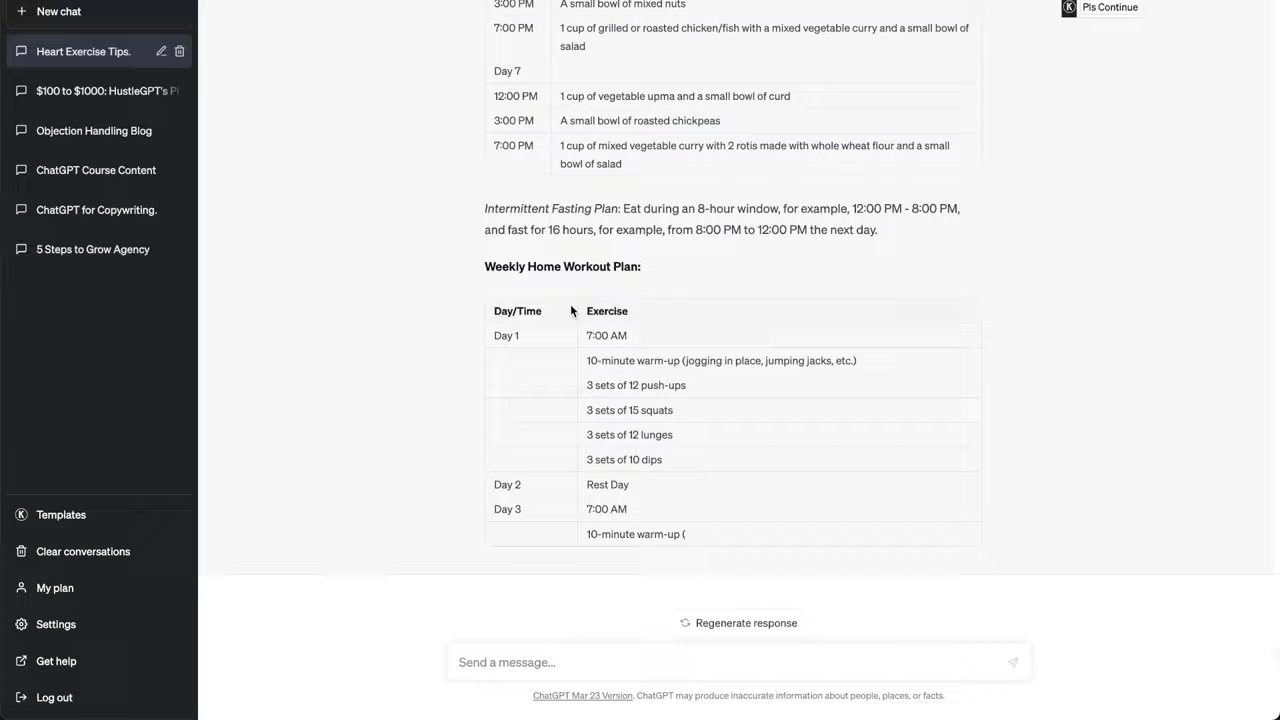 New chat
Heart Exercise Tips.
$100 to $1000: HustleGPT's
Objection Handling Blog
ChatGPT Course Content
ChatGPT for Copywriting.
5 Steps to Grow Agency
Templates
Clear conversations
My plan
Settings
Get help
Log out
K Pls Continue
3:00 PM A small bowl of mixed nuts
7:00 PM 1 cup of grilled or roasted chicken/fish with a mixed vegetable curry and a small bowl of
salad
Day 7
12:00 PM 1 cup of vegetable upma and a small bowl of curd
3:00 PM A small bowl of roasted chickpeas
7:00 PM 1 cup of mixed vegetable curry with 2 rotis made with whole wheat flour and a small
bowl of salad
Intermittent Fasting Plan: Eat during an 8-hour window, for example, 12:00 PM - 8:00 PM,
and fast for 16 hours, for example, from 8:00 PM to 12:00 PM the next day.
Weekly Home Workout Plan:
Day/Time Exercise
Day 1 7:00 AM
10-minute warm-up (jogging in place, jumping jacks, etc.)
3 sets of 12 push-ups
3 sets of 15 squats
3 sets of 12 lunges
3 sets of 10 dips
Day 2 Rest Day
Day 3 7:00 AM
10-minute warm-up (
Regenerate response
Send a message...
ChatGPT Mar 23 Version. ChatGPT may produce inaccurate information about people, places, or facts.